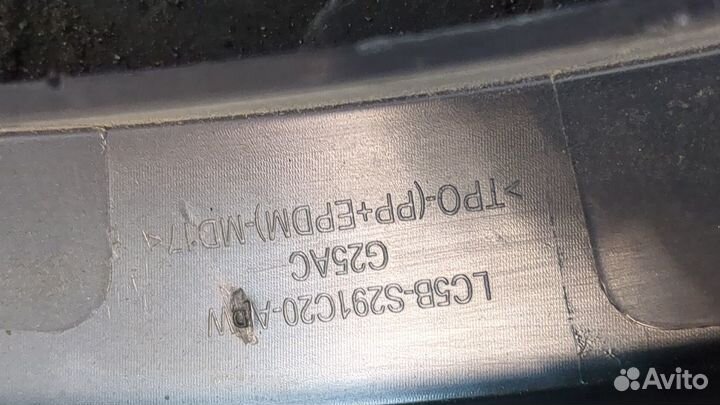 LC5B-S291C20-
G25AC
>TPO-(PP+EPDM)-MD17<
Avito